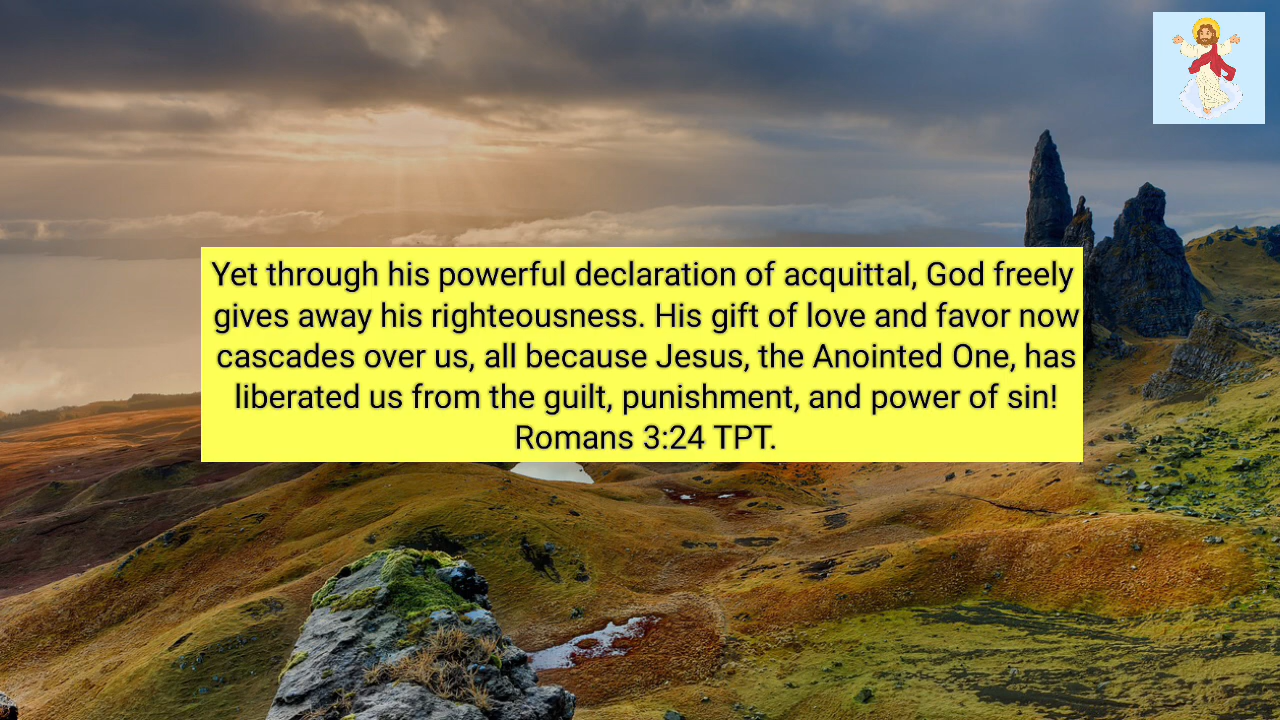 Yet through his powerful declaration of acquittal, God freely
gives away his righteousness. His gift of love and favor now
cascades over us, all because Jesus, the Anointed One, has
liberated us from the guilt, punishment, and power of sin!
Romans 3:24 TPT.